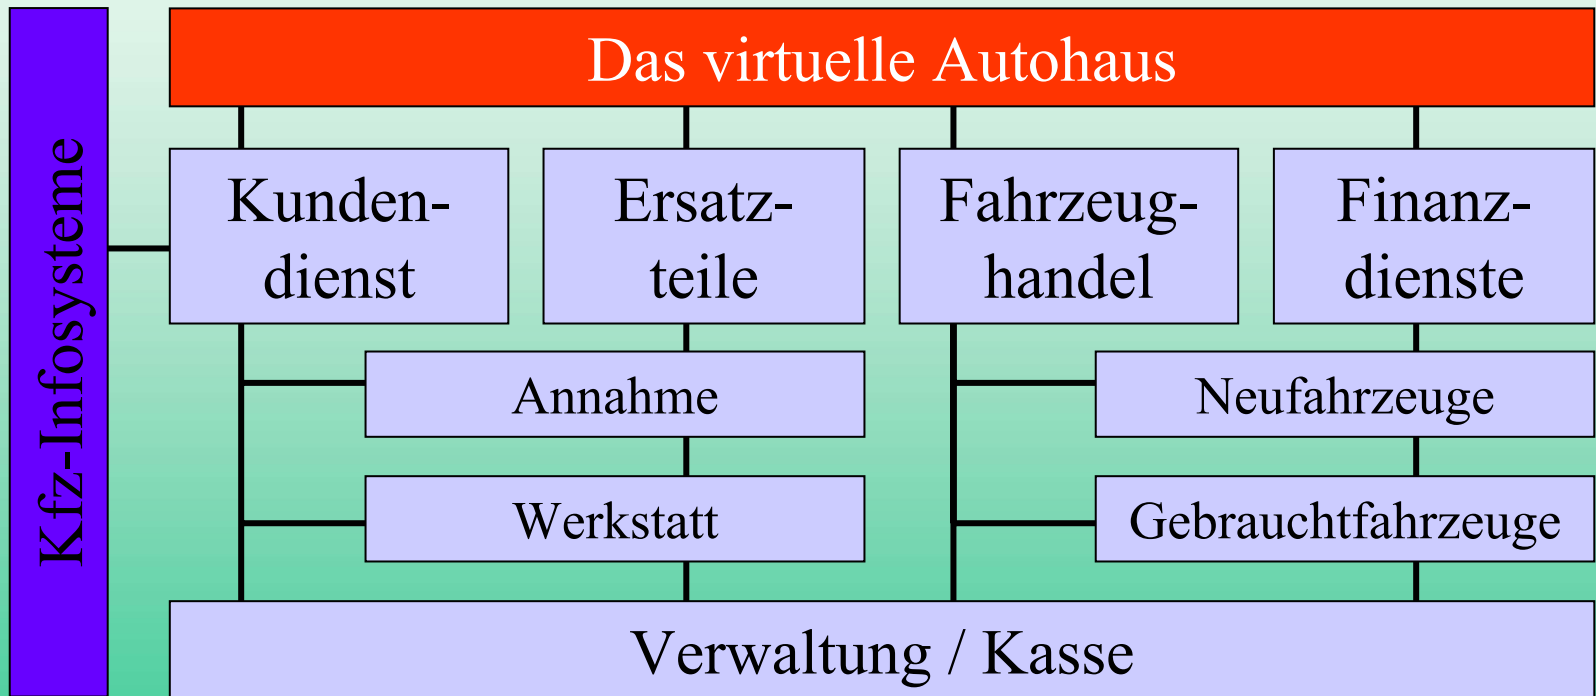 Kfz-Infosysteme
Das virtuelle Autohaus
Kunden-
dienst
Ersatz-
teile
Fahrzeug-
handel
Finanz-
dienste
Annahme
Neufahrzeuge
Werkstatt
Gebrauchtfahrzeuge
Verwaltung / Kasse